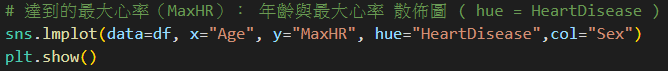 # 達到的最大心率（MaxHR）： 年齡與最大心率 散佈圖 ( hue = HeartDisease )
sns.lmplot(data=df, x="Age", y="MaxHR", hue="HeartDisease",col="Sex")
plt.show()